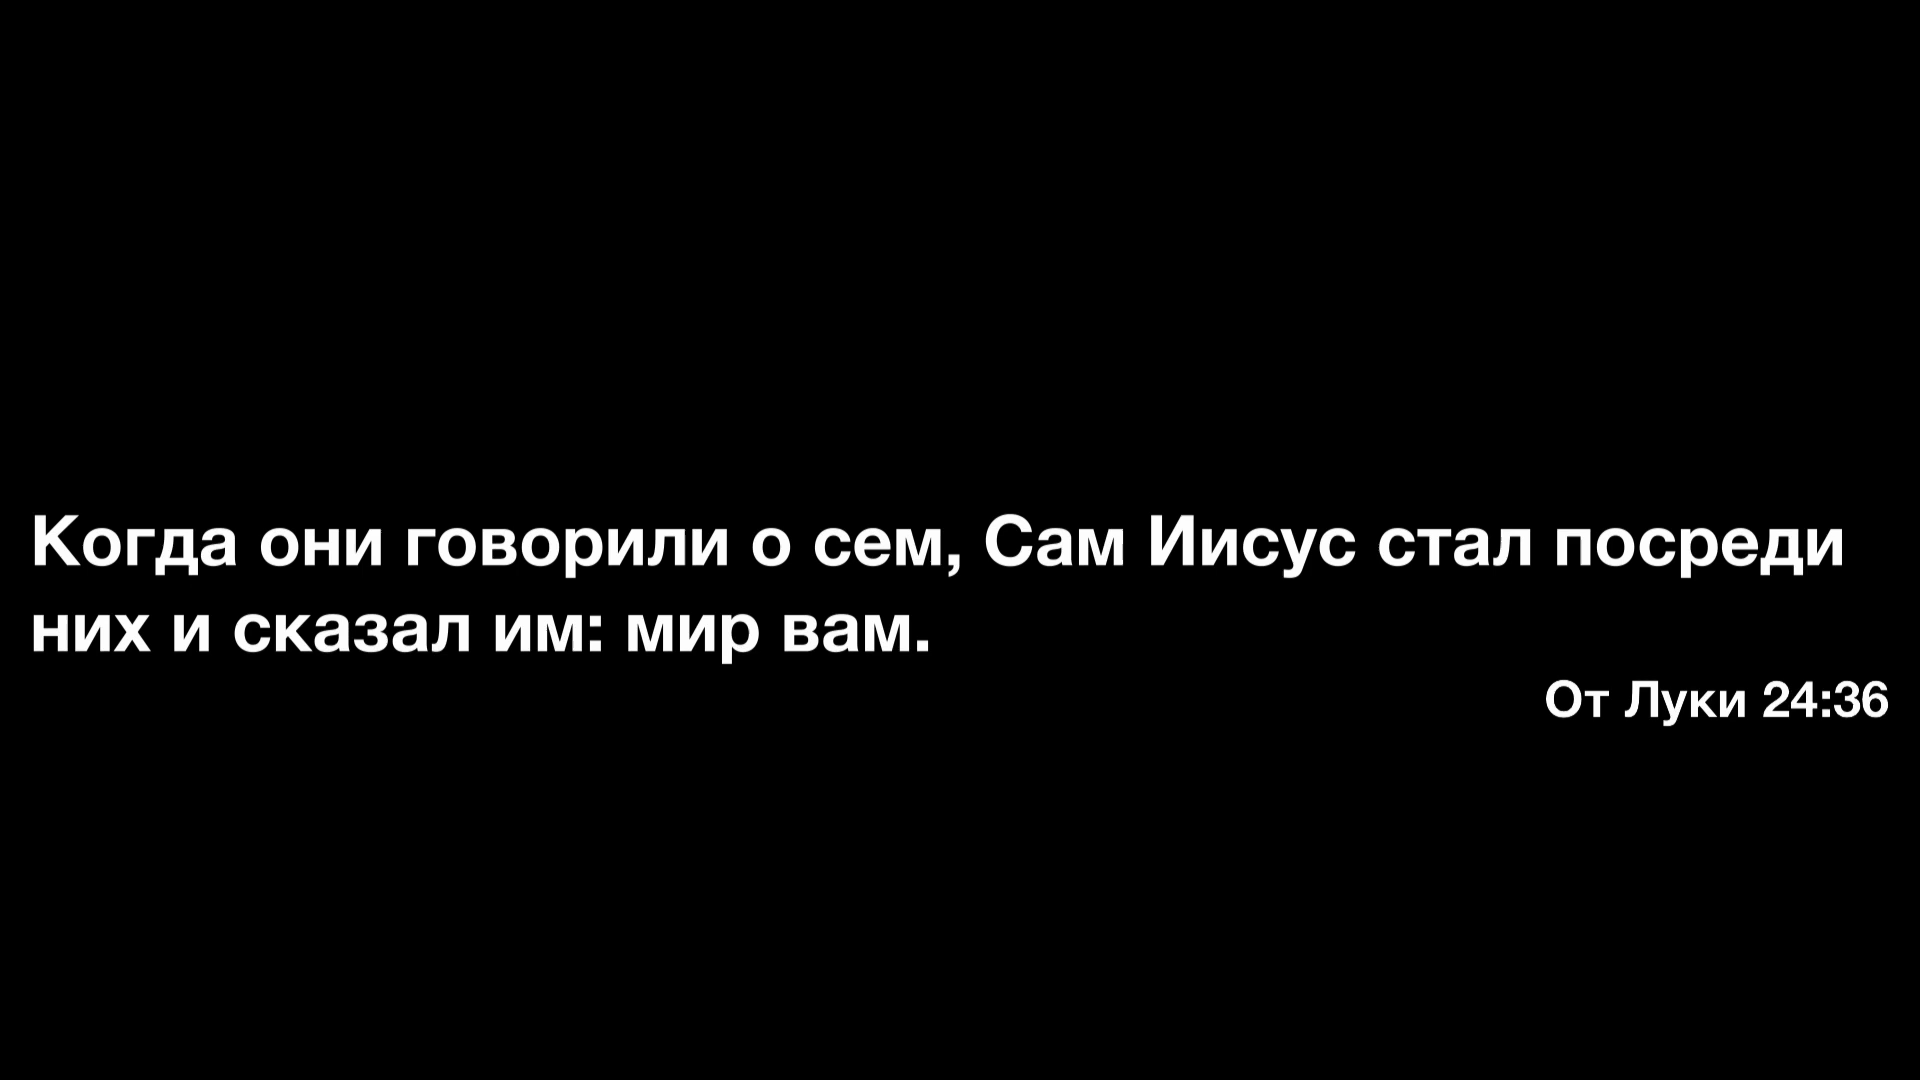 Когда они говорили о сем, Сам Иисус стал посреди
них и сказал им: мир вам.
От Луки 24:36